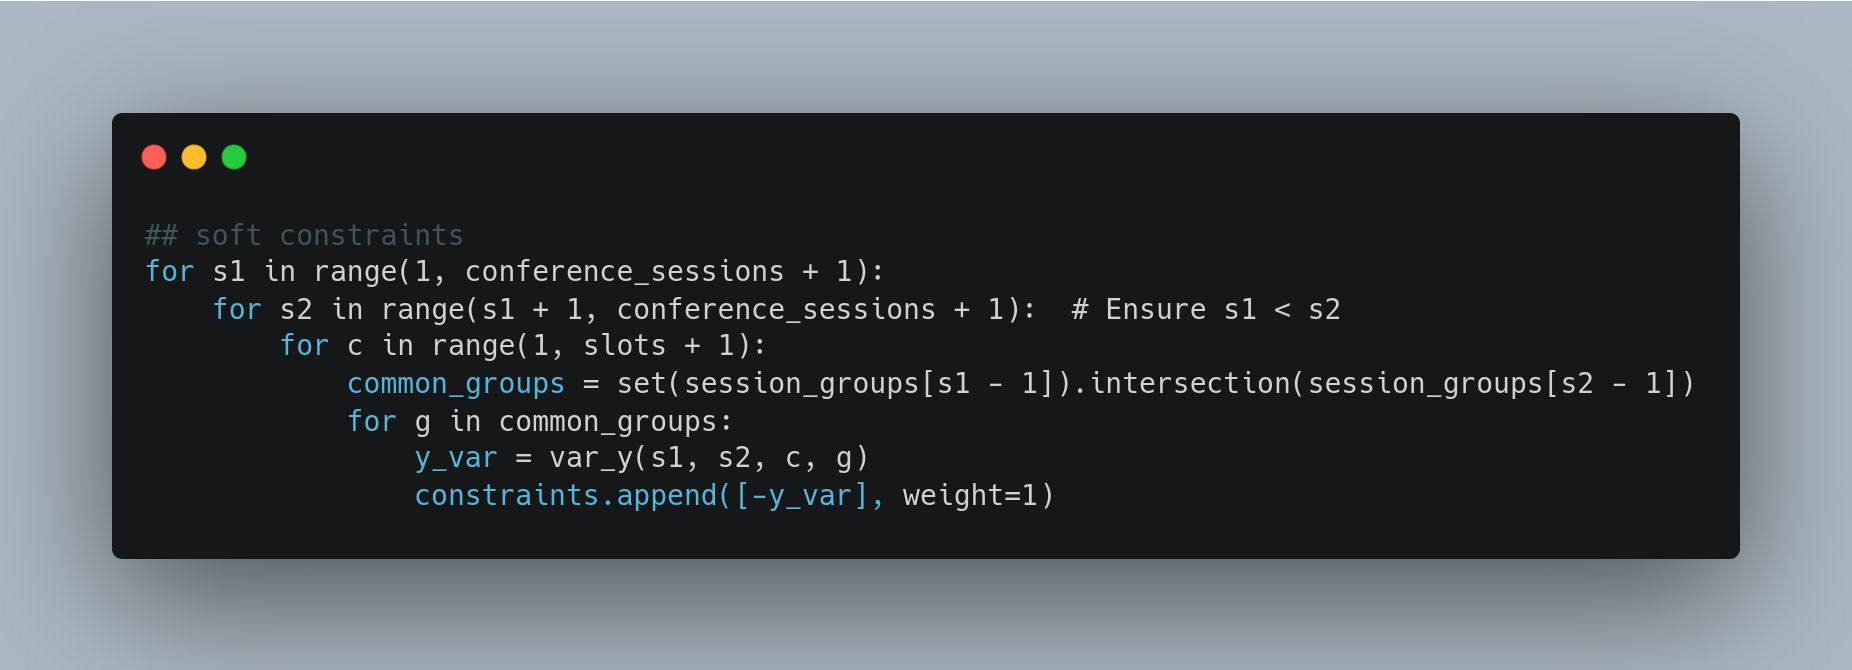 ## soft constraints
for s1 in range(1, conference_sessions + 1):
    for s2 in range(s1 + 1, conference_sessions + 1):  # Ensure s1 < s2
        for c in range(1, slots + 1):
            common_groups = set(session_groups[s1 - 1]).intersection(session_groups[s2 - 1])
            for g in common_groups:
                y_var = var_y(s1, s2, c, g)
                constraints.append([-y_var], weight=1)